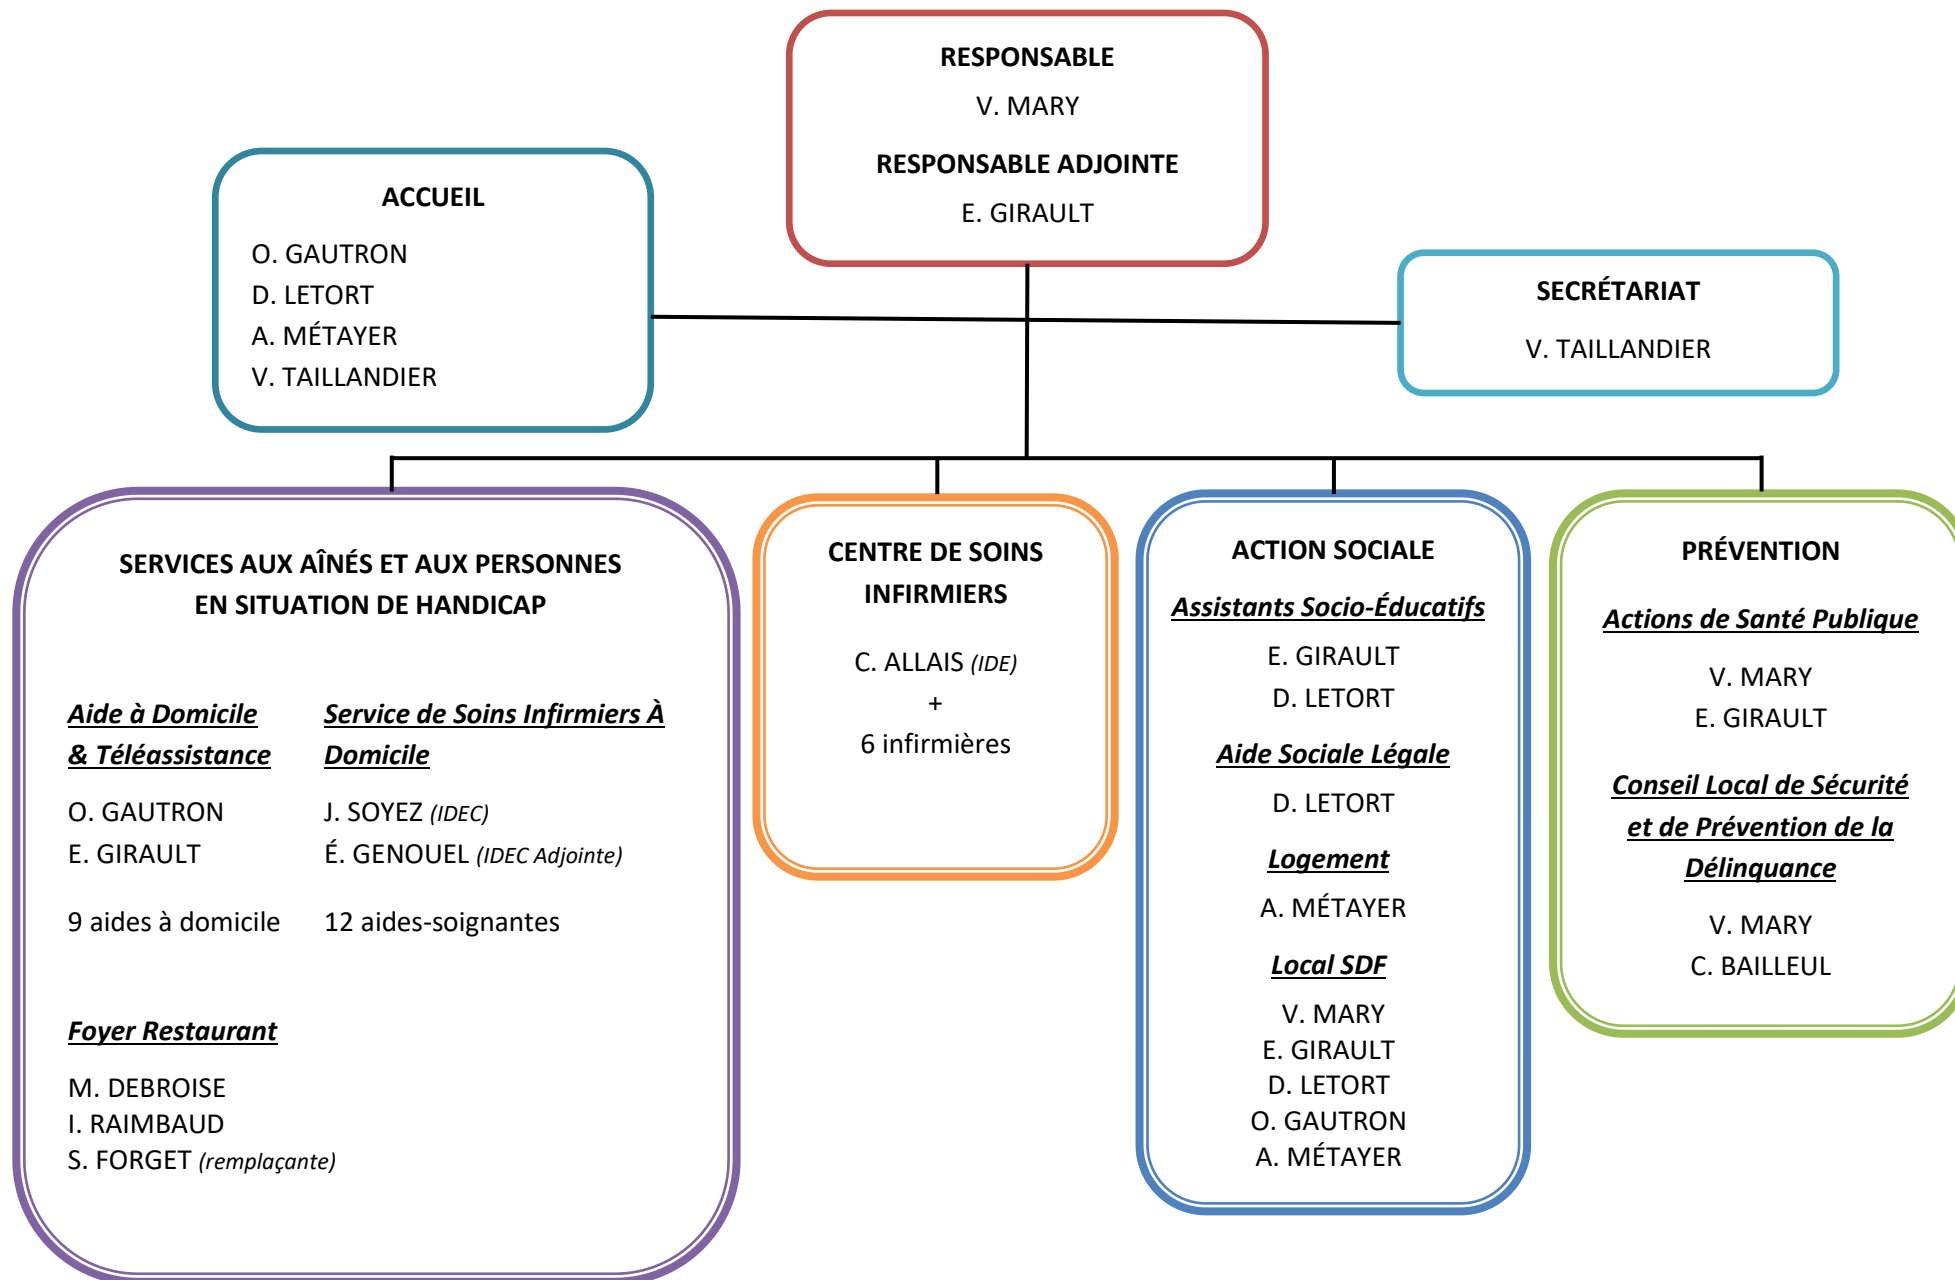 RESPONSABLE
V. MARY
RESPONSABLE ADJOINTE
E. GIRAULT
ACCUEIL
O. GAUTRON
D. LETORT
A. MÉTAYER
V. TAILLANDIER
SECRÉTARIAT
V. TAILLANDIER
SERVICES AUX AÎNÉS ET AUX PERSONNES
EN SITUATION DE HANDICAP
Aide à Domicile
& Téléassistance
O. GAUTRON
E. GIRAULT
9 aides à domicile
Service de Soins Infirmiers À
Domicile
J. SOYEZ (IDEC)
É. GENOUEL (IDEC Adjointe)
12 aides-soignantes
Foyer Restaurant
M. DEBROISE
I. RAIMBAUD
S. FORGET (remplaçante)
CENTRE DE SOINS
INFIRMIERS
C. ALLAIS (IDE)
+
6 infirmières
ACTION SOCIALE
Assistants Socio-Éducatifs
E. GIRAULT
D. LETORT
Aide Sociale Légale
D. LETORT
Logement
A. MÉTAYER
Local SDF
V. MARY
E. GIRAULT
D. LETORT
O. GAUTRON
A. MÉTAYER
PRÉVENTION
Actions de Santé Publique
V. MARY
E. GIRAULT
Conseil Local de Sécurité
et de Prévention de la
Délinquance
V. MARY
C. BAILLEUL